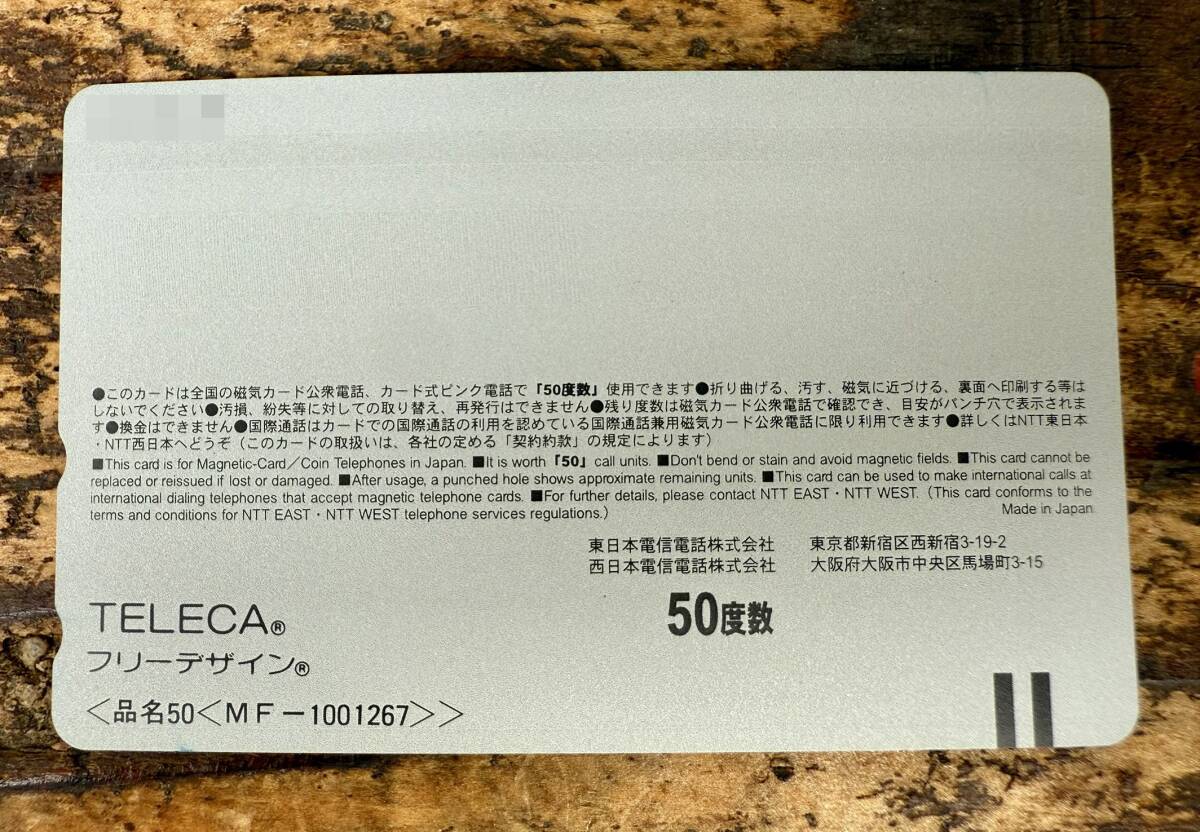 ●このカードは全国の磁気カード公衆電話、カード式ピンク電話で「50度数」使用できます●折り曲げる、汚す、磁気に近づける、裏面へ印刷する等は
しないでください●汚損、紛失等に対しての取り替え、再発行はできません●残り度数は磁気カード公衆電話で確認でき、目安がパンチ穴で表示されま
す●換金はできません●国際通話はカードでの国際通話の利用を認めている国際通話兼用磁気カード公衆電話に限り利用できます●詳しくはNTT東日本
・NTT西日本へどうぞ（このカードの取扱いは、各社の定める「契約約款」の規定によります）
■This card is for Magnetic-Card／Coin Telephones in Japan. ■It is worth「50」call units. ■Don't bend or stain and avoid magnetic fields. ■This card cannot be
replaced or reissued if lost or damaged. ■After usage, a punched hole shows approximate remaining units. ■This card can be used to make international calls at
international dialing telephones that accept magnetic telephone cards. ■For further details, please contact NTT EAST・NTT WEST.（This card conforms to the
terms and conditions for NTT EAST・NTT WEST telephone services regulations.）
Made in Japan
東日本電信電話株式会社 東京都新宿区西新宿3-19-2
西日本電信電話株式会社 大阪府大阪市中央区馬場町3-15
50度数
TELECA®
フリーデザイン®
＜品名50＜MF－1001267＞＞